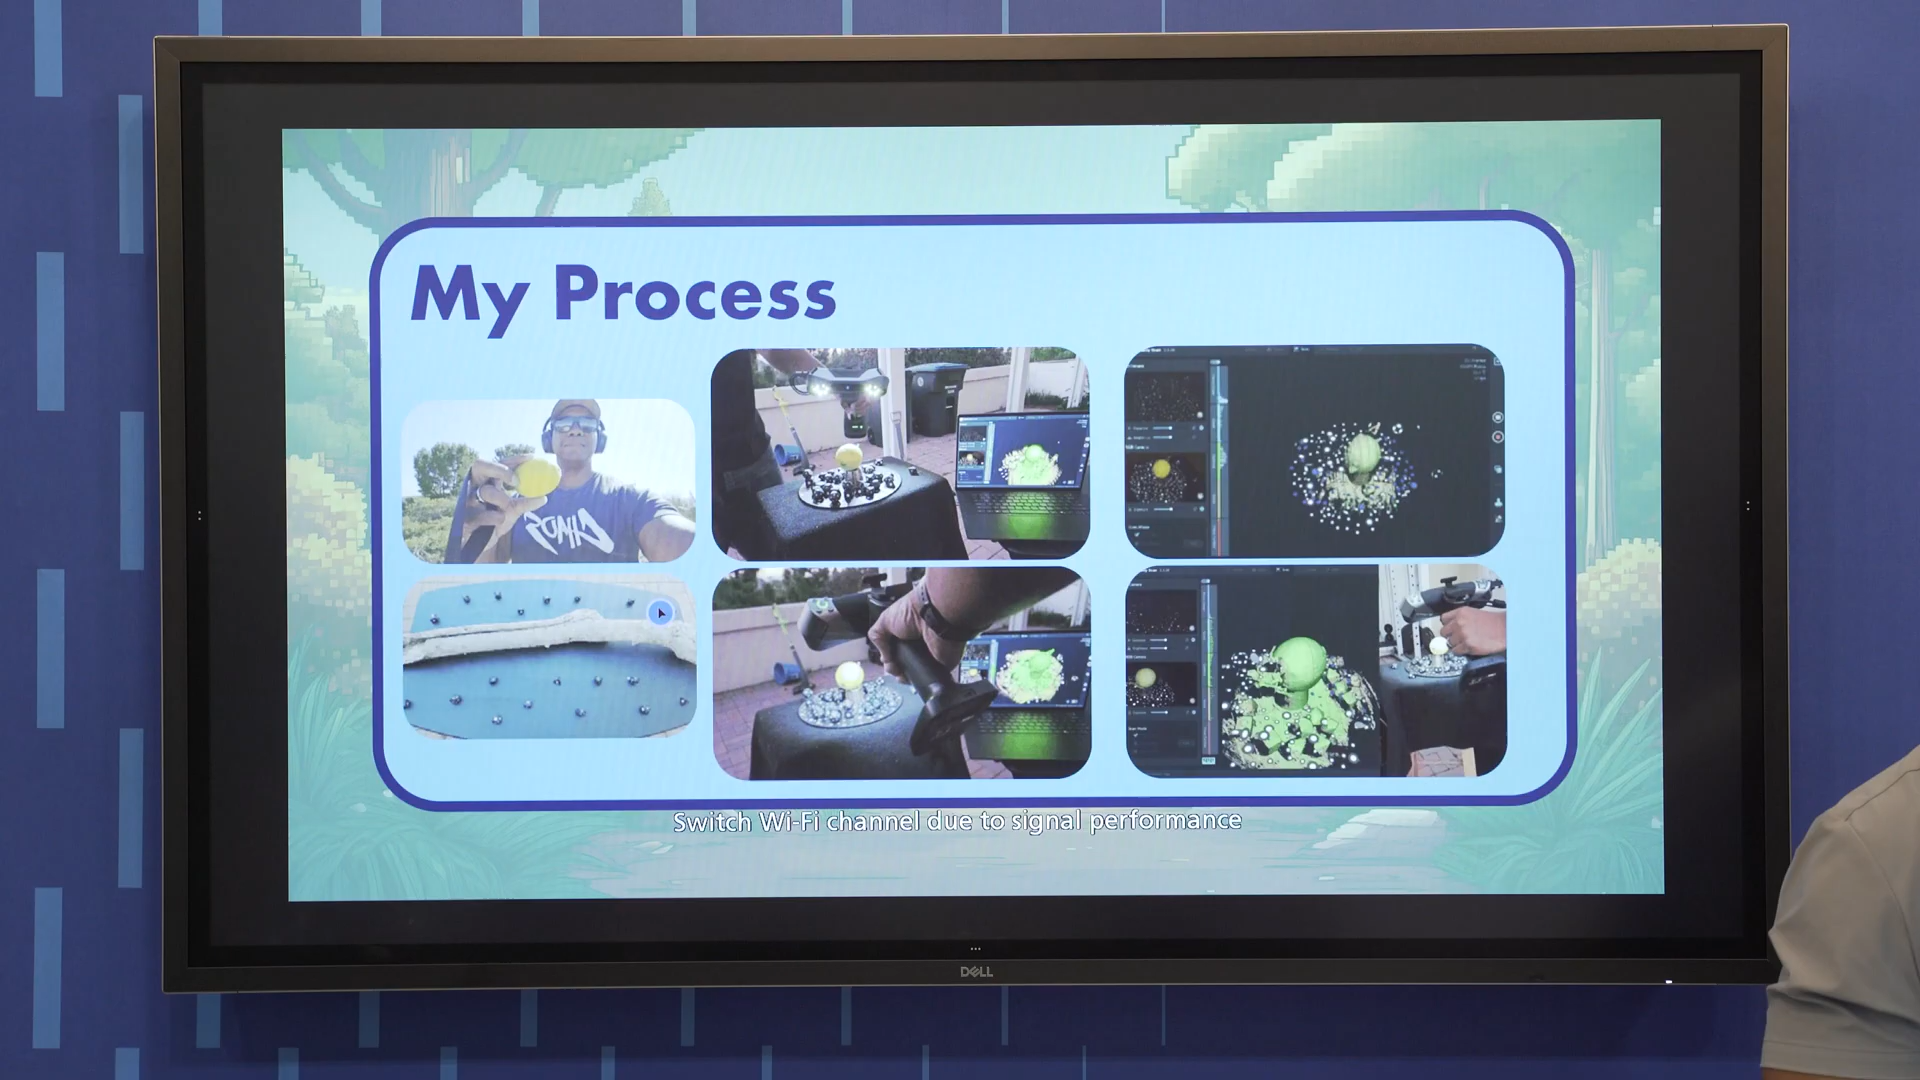 My Process
Switch Wi-Fi channel due to signal performance
DELL